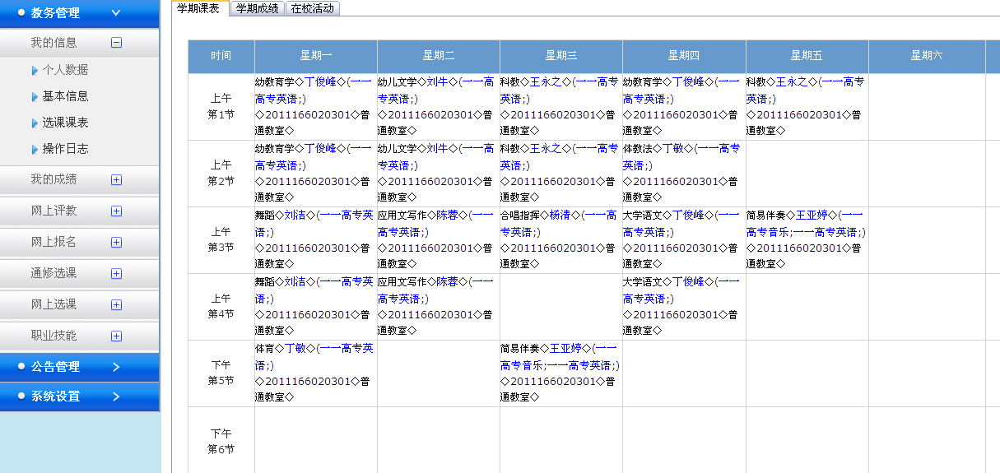 教务管理
我的信息
个人数据
基本信息
选课课表
操作日志
我的成绩
网上评教
网上报名
通修选课
网上选课
职业技能
公告管理
系统设置
学期课表 学期成绩 在校活动
时间 星期一 星期二 星期三 星期四 星期五 星期六
上午
第1节
幼教育学◇丁俊峰◇(一一
高专英语;)
◇2011166020301◇普
通教室◇
幼儿文学◇刘牛◇(一一高
专英语;)
◇2011166020301◇普
通教室◇
科教◇王永之◇(一一高专
英语;)
◇2011166020301◇普
通教室◇
幼教育学◇丁俊峰◇(一一
高专英语;)
◇2011166020301◇普
通教室◇
科教◇王永之◇(一一高专
英语;)
◇2011166020301◇普
通教室◇
上午
第2节
幼教育学◇丁俊峰◇(一一
高专英语;)
◇2011166020301◇普
通教室◇
幼儿文学◇刘牛◇(一一高
专英语;)
◇2011166020301◇普
通教室◇
科教◇王永之◇(一一高专
英语;)
◇2011166020301◇普
通教室◇
体教法◇丁敏◇(一一高专
英语;)
◇2011166020301◇普
通教室◇
上午
第3节
舞蹈◇刘洁◇(一一高专英
语;)
◇2011166020301◇普
通教室◇
应用文写作◇陈蓉◇(一一
高专英语;)
◇2011166020301◇普
通教室◇
合唱指挥◇杨清◇(一一高
专英语;)
◇2011166020301◇普
通教室◇
大学语文◇丁俊峰◇(一一
高专英语;)
◇2011166020301◇普
通教室◇
简易伴奏◇王亚婷◇(一一
高专音乐;一一高专英语;)
◇2011166020301◇普
通教室◇
上午
第4节
舞蹈◇刘洁◇(一一高专英
语;)
◇2011166020301◇普
通教室◇
应用文写作◇陈蓉◇(一一
高专英语;)
◇2011166020301◇普
通教室◇
大学语文◇丁俊峰◇(一一
高专英语;)
◇2011166020301◇普
通教室◇
下午
第5节
体育◇丁敏◇(一一高专英
语;)
◇2011166020301◇普
通教室◇
简易伴奏◇王亚婷◇(一一
高专音乐;一一高专英语;)
◇2011166020301◇普
通教室◇
下午
第6节